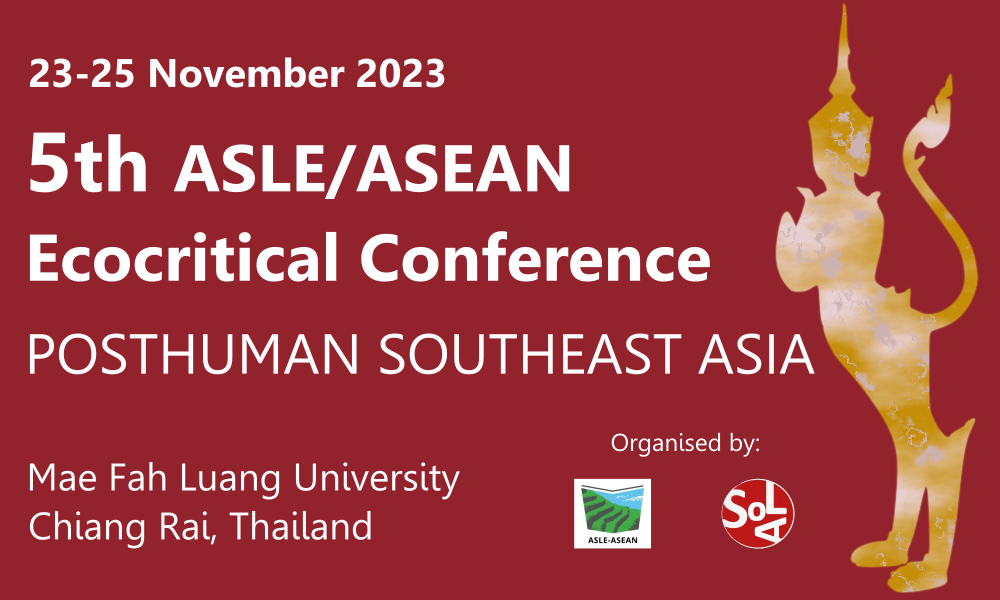 23-25 November 2023
5th ASLE/ASEAN
Ecocritical Conference
POSTHUMAN SOUTHEAST ASIA
Organised by:
Mae Fah Luang University
Chiang Rai, Thailand
ASLE-ASEAN
SoLA